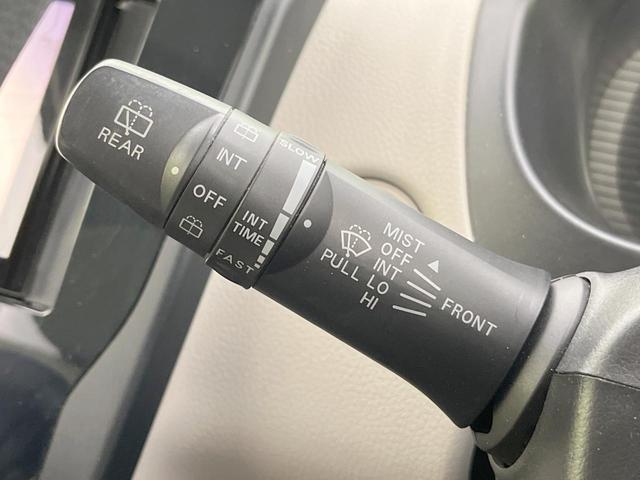 REAR
INT
OFF
SLOW
INT
TIME
FAST
MIST
OFF
INT
PULL LO
HI
FRONT